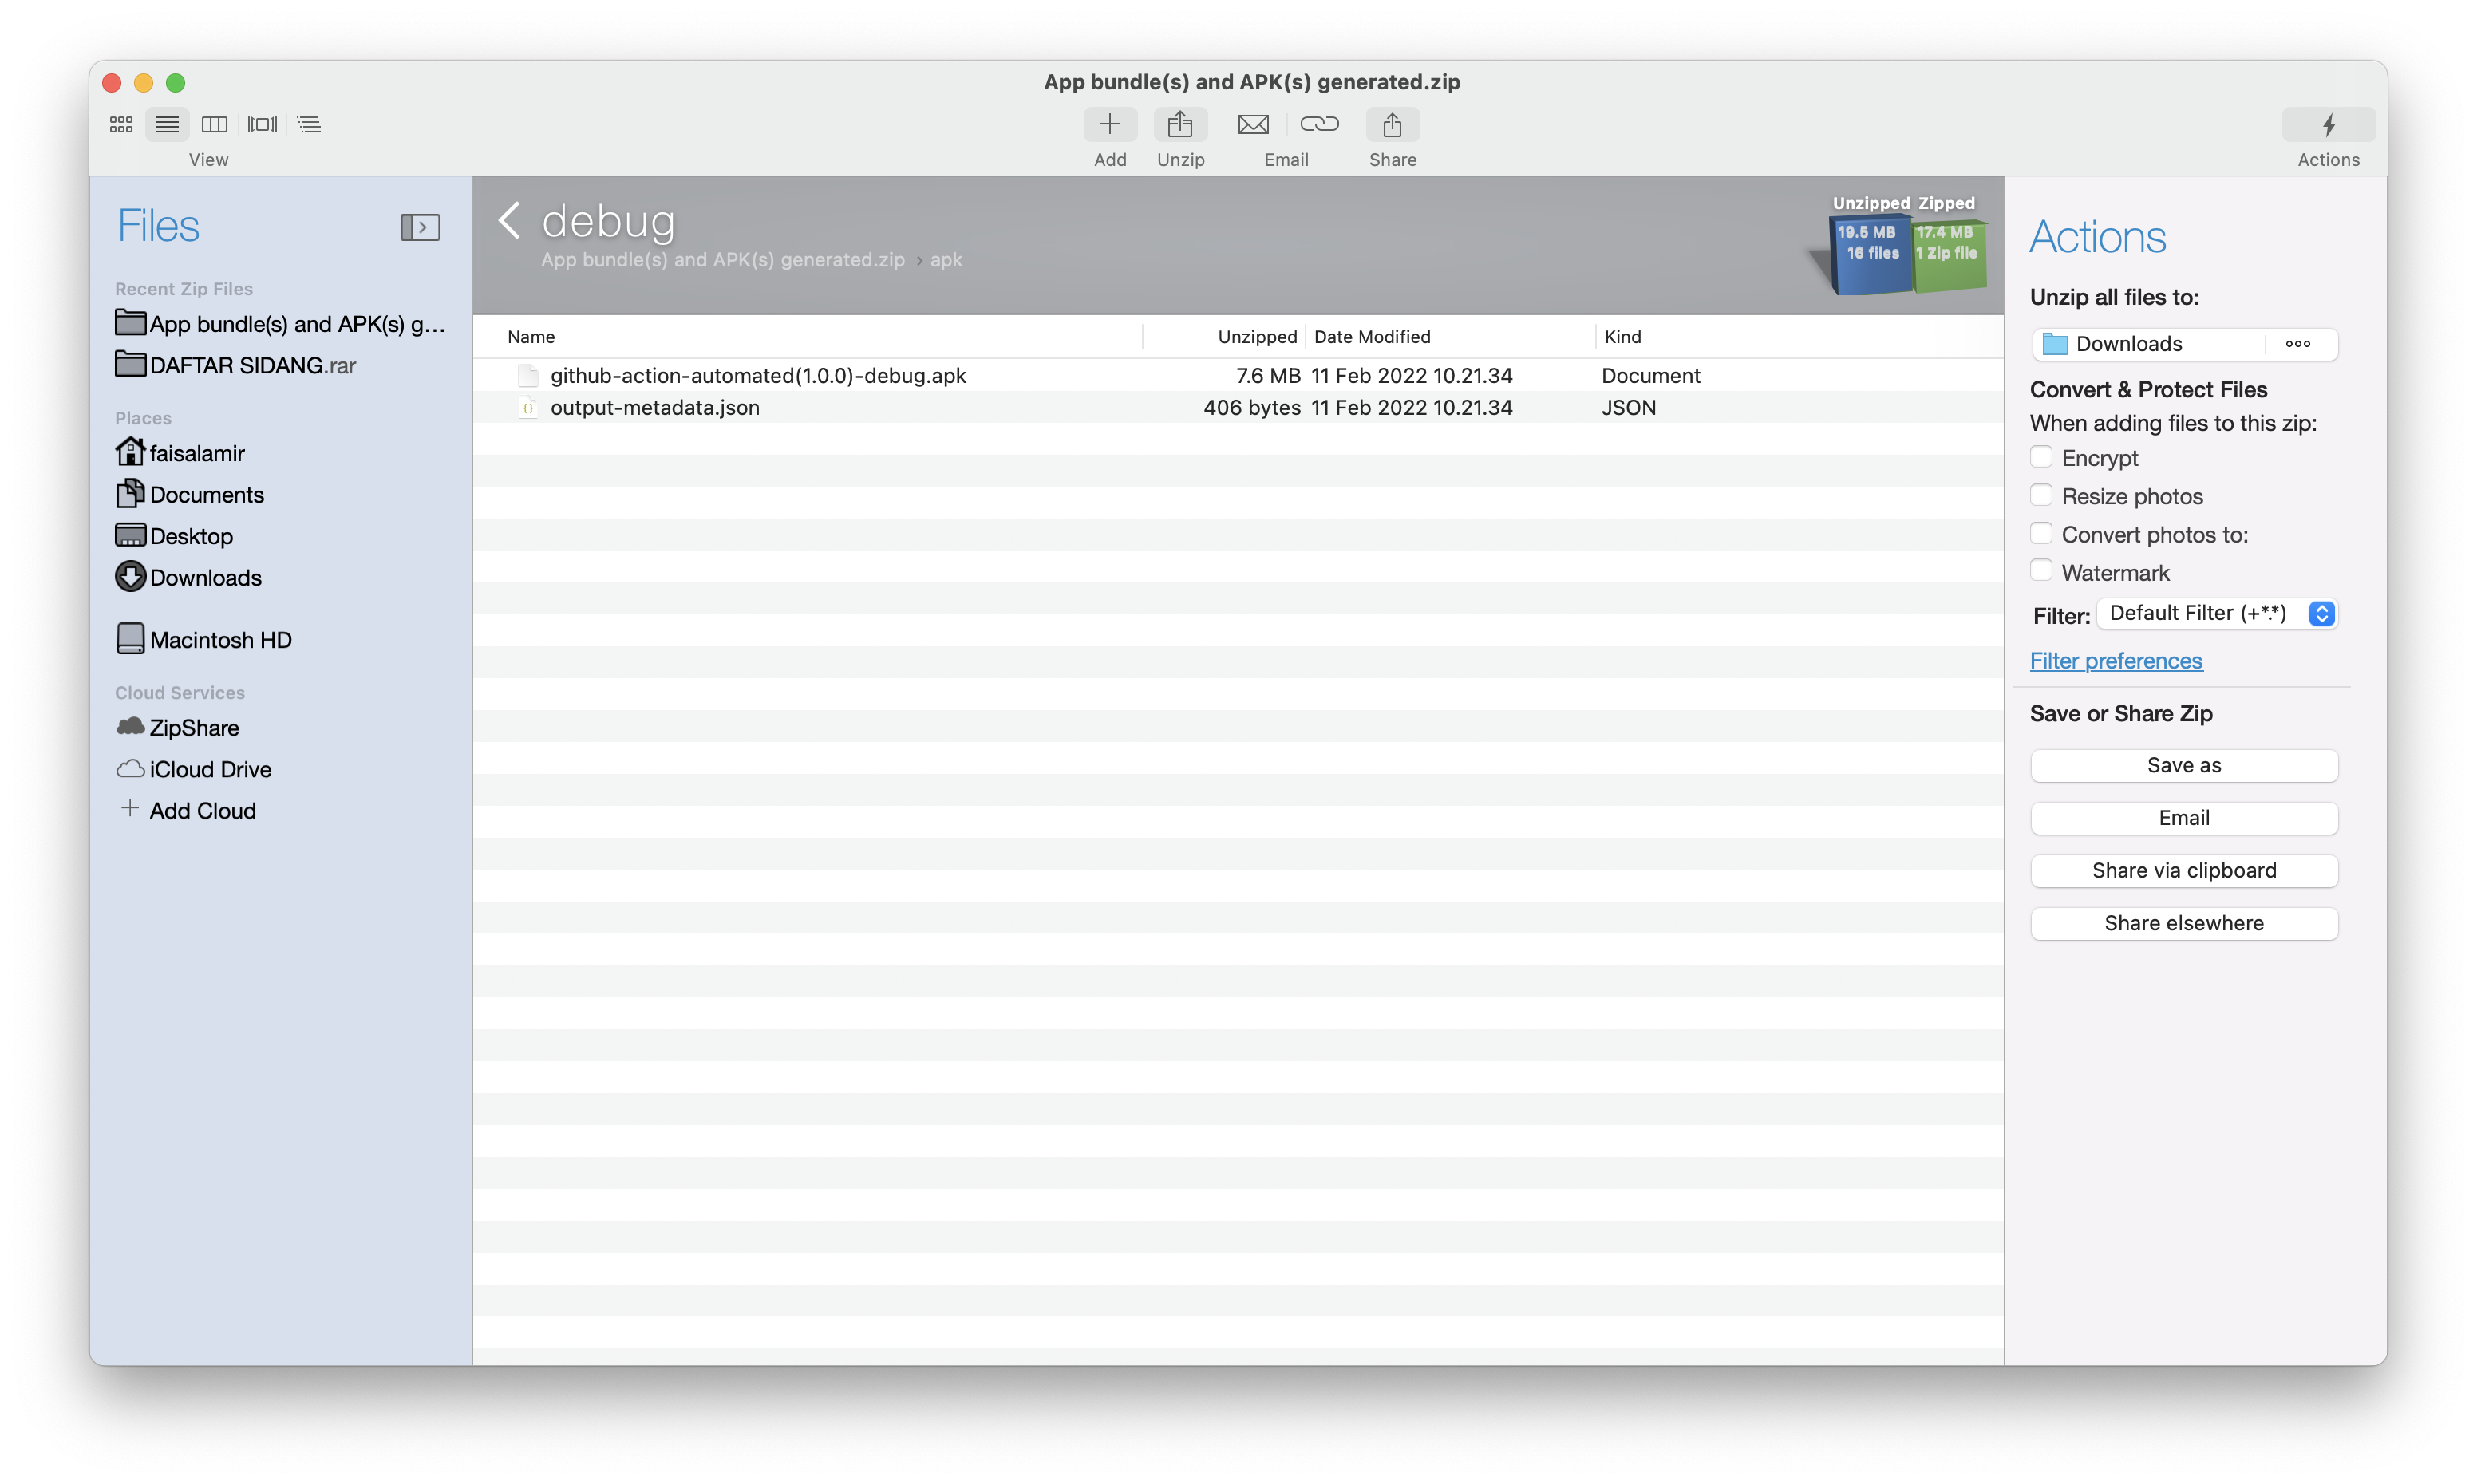 App bundle(s) and APK(s) generated.zip
View
Add
Unzip
Email
Share
Actions
Files
Recent Zip Files
App bundle(s) and APK(s) g...
DAFTAR SIDANG.rar
Places
faisalamir
Documents
Desktop
Downloads
Macintosh HD
Cloud Services
ZipShare
iCloud Drive
Add Cloud
debug
App bundle(s) and APK(s) generated.zip › apk
Unzipped Zipped
19.5 MB 17.4 MB
16 files 1 Zip file
Name Unzipped Date Modified Kind
github-action-automated(1.0.0)-debug.apk 7.6 MB 11 Feb 2022 10.21.34 Document
output-metadata.json 406 bytes 11 Feb 2022 10.21.34 JSON
Actions
Unzip all files to:
Downloads
Convert & Protect Files
When adding files to this zip:
Encrypt
Resize photos
Convert photos to:
Watermark
Filter: Default Filter (+*.*)
Filter preferences
Save or Share Zip
Save as
Email
Share via clipboard
Share elsewhere